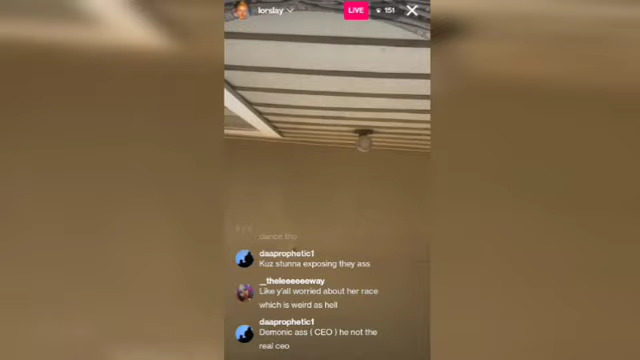 lorslay
LIVE
151
dance tho
daaprophetic1
Kuz stunna exposing they ass
__theleeeeeeway
Like y'all worried about her race
which is weird as hell
daaprophetic1
Demonic ass ( CEO ) he not the
real ceo